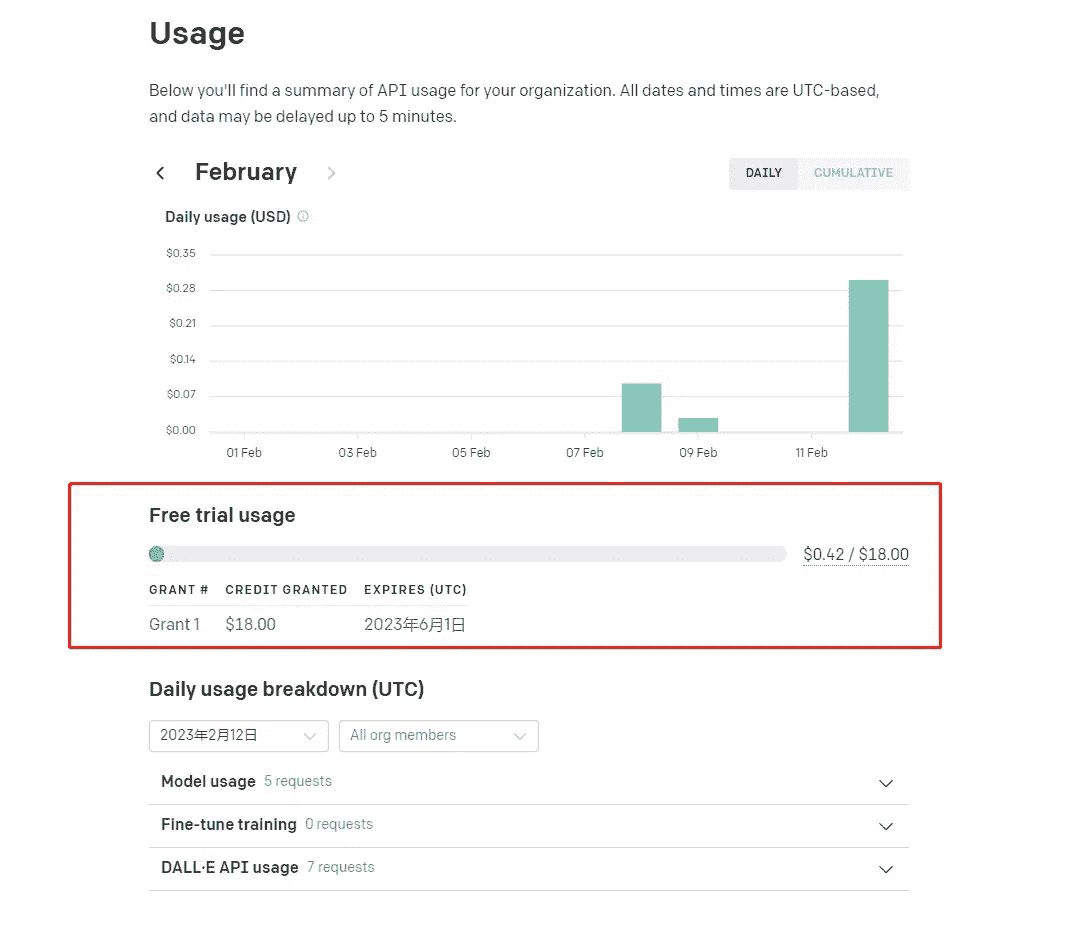 Usage
Below you'll find a summary of API usage for your organization. All dates and times are UTC-based,
and data may be delayed up to 5 minutes.
February
DAILY CUMULATIVE
Daily usage (USD)
$0.35
$0.28
$0.21
$0.14
$0.07
$0.00
01 Feb 03 Feb 05 Feb 07 Feb 09 Feb 11 Feb
Free trial usage
$0.42 / $18.00
GRANT # CREDIT GRANTED EXPIRES (UTC)
Grant 1 $18.00 2023年6月1日
Daily usage breakdown (UTC)
2023年2月12日 All org members
Model usage 5 requests
Fine-tune training 0 requests
DALL·E API usage 7 requests